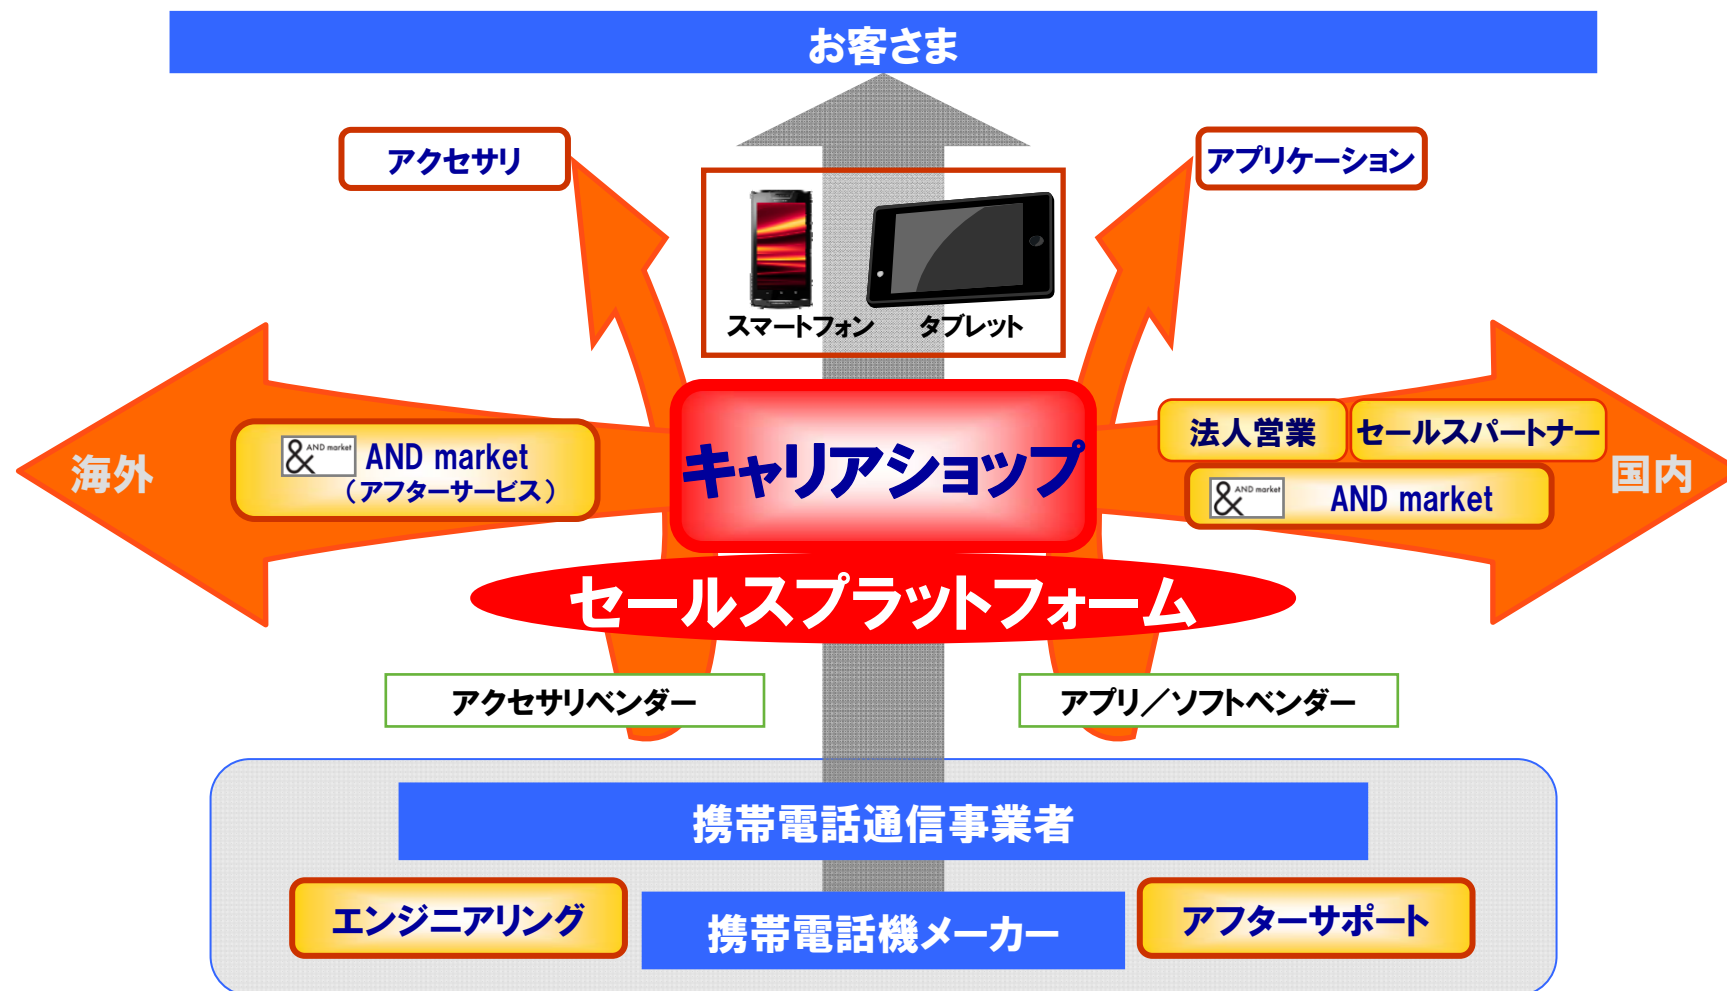 お客さま
アクセサリ
アプリケーション
スマートフォン
タブレット
海外
& AND market
AND market
（アフターサービス）
キャリアショップ
法人営業
セールスパートナー
& AND market
AND market
国内
セールスプラットフォーム
アクセサリベンダー
アプリ／ソフトベンダー
携帯電話通信事業者
エンジニアリング
携帯電話機メーカー
アフターサポート